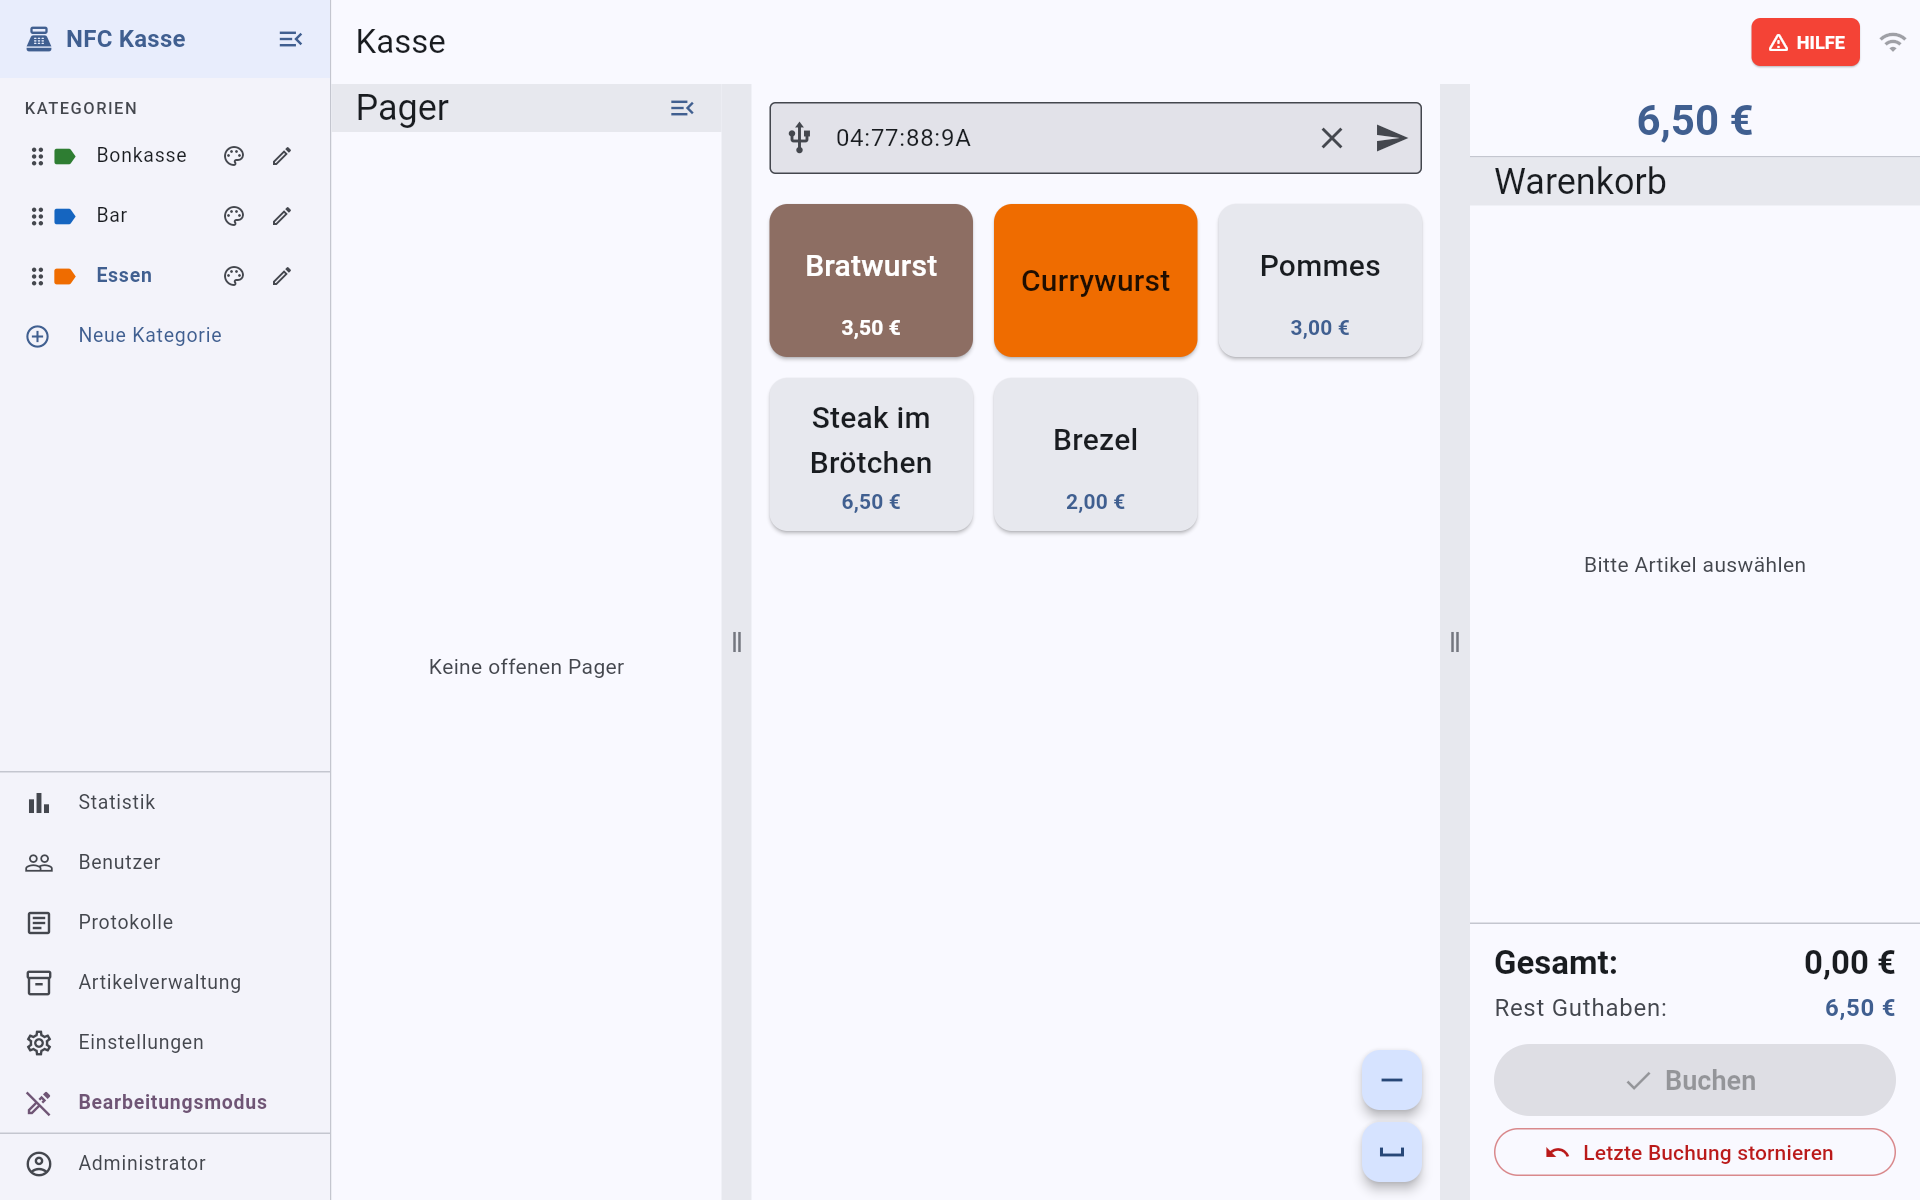 NFC Kasse
KATEGORIEN
Bonkasse
Bar
Essen
Neue Kategorie
Statistik
Benutzer
Protokolle
Artikelverwaltung
Einstellungen
Bearbeitungsmodus
Administrator
Kasse
HILFE
Pager
Keine offenen Pager
04:77:88:9A
Bratwurst
3,50 €
Currywurst
Pommes
3,00 €
Steak im
Brötchen
6,50 €
Brezel
2,00 €
6,50 €
Warenkorb
Bitte Artikel auswählen
Gesamt: 0,00 €
Rest Guthaben: 6,50 €
Buchen
Letzte Buchung stornieren